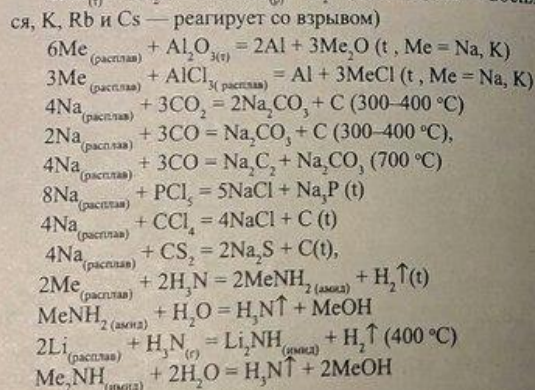 ся, K, Rb и Cs — реагирует со взрывом)
6Me (расплав) + Al₂O₃(т) = 2Al + 3Me₂O (t , Me = Na, K)
3Me (расплав) + AlCl₃( расплав) = Al + 3MeCl (t , Me = Na, K)
4Na (расплав) + 3CO₂ = 2Na₂CO₃ + C (300–400 °C)
2Na (расплав) + 3CO = Na₂CO₃ + C (300–400 °C),
4Na (расплав) + 3CO = Na₂C₂ + Na₂CO₃ (700 °C)
8Na (расплав) + PCl₅ = 5NaCl + Na₃P (t)
4Na (расплав) + CCl₄ = 4NaCl + C (t)
4Na (расплав) + CS₂ = 2Na₂S + C(t),
2Me (расплав) + 2H₃N = 2MeNH₂ (амид) + H₂↑(t)
MeNH₂ (амид) + H₂O = H₃N↑ + MeOH
2Li (расплав) + H₃N (г) = Li₂NH (имид) + H₂↑ (400 °C)
Me₂NH (имид) + 2H₂O = H₃N↑ + 2MeOH